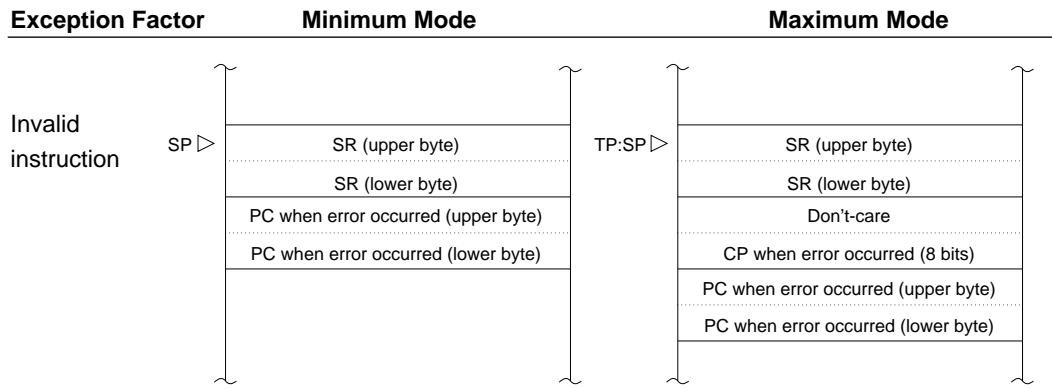 Exception Factor Minimum Mode Maximum Mode
Invalid
instruction
SP
SR (upper byte)
SR (lower byte)
PC when error occurred (upper byte)
PC when error occurred (lower byte)
TP:SP
SR (upper byte)
SR (lower byte)
Don't-care
CP when error occurred (8 bits)
PC when error occurred (upper byte)
PC when error occurred (lower byte)